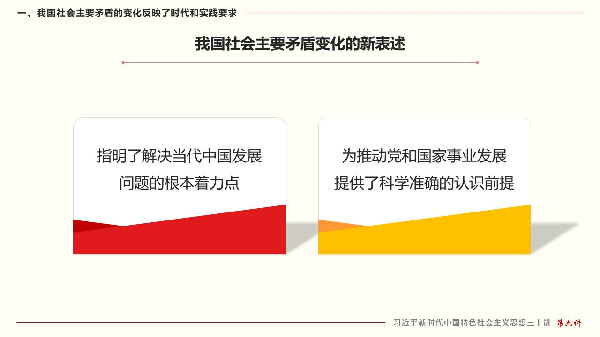 一、我国社会主要矛盾的变化反映了时代和实践要求
我国社会主要矛盾变化的新表述
指明了解决当代中国发展
问题的根本着力点
为推动党和国家事业发展
提供了科学准确的认识前提
习近平新时代中国特色社会主义思想三十讲 第六讲